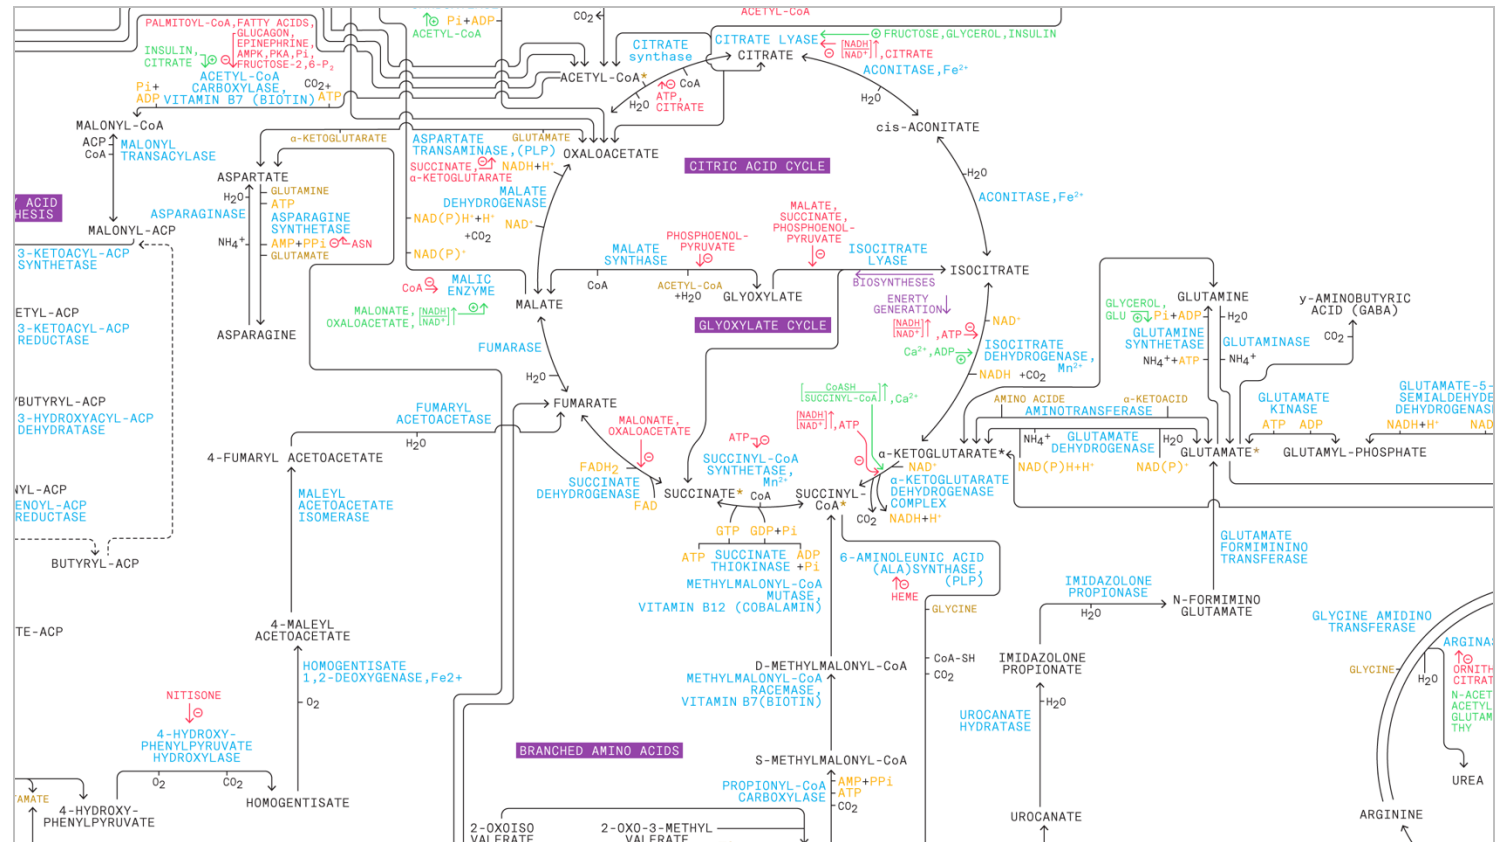 PALMITOYL-CoA,FATTY ACIDS,
GLUCAGON,
EPINEPHRINE,
AMPK,PKA,Pi,
FRUCTOSE-2,6-P₂
INSULIN,
CITRATE
ACETYL-CoA
CARBOXYLASE,
VITAMIN B7 (BIOTIN)
Pi+
ADP
CO₂+
ATP
MALONYL-CoA
ACP
CoA
MALONYL
TRANSACYLASE
Pi+ADP
ACETYL-CoA
CO₂
ACETYL-CoA
CITRATE
synthase
CITRATE LYASE
CITRATE
FRUCTOSE,GLYCEROL,INSULIN
[NADH]
[NAD⁺]
,CITRATE
ACETYL-CoA*
CoA
H₂O
ATP,
CITRATE
ACONITASE,Fe²⁺
H₂O
cis-ACONITATE
α-KETOGLUTARATE
ASPARTATE
TRANSAMINASE,(PLP)
GLUTAMATE
OXALOACETATE
SUCCINATE,
α-KETOGLUTARATE
NADH+H⁺
CITRIC ACID CYCLE
H₂O
ASPARTATE
GLUTAMINE
H₂O
ATP
ASPARAGINASE
ASPARAGINE
SYNTHETASE
NH₄⁺
AMP+PPi
ASN
GLUTAMATE
ASPARAGINE
Y ACID
HESIS
MALONYL-ACP
3-KETOACYL-ACP
SYNTHETASE
MALATE
DEHYDROGENASE
NAD(P)H⁺+H⁺
NAD⁺
+CO₂
NAD(P)⁺
ACONITASE,Fe²⁺
MALATE,
SUCCINATE,
PHOSPHOENOL-
PYRUVATE
PHOSPHOENOL-
PYRUVATE
MALATE
SYNTHASE
ISOCITRATE
LYASE
ISOCITRATE
CoA
MALIC
ENZYME
CoA
ACETYL-CoA
+H₂O
GLYOXYLATE
BIOSYNTHESES
ENERTY
GENERATION
MALATE
MALONATE,
OXALOACETATE,
[NADH]
[NAD⁺]
GLYOXYLATE CYCLE
[NADH]
[NAD⁺]
,ATP
NAD⁺
Ca²⁺,ADP
ISOCITRATE
DEHYDROGENASE,
Mn²⁺
NADH +CO₂
FUMARASE
H₂O
FUMARATE
ETYL-ACP
3-KETOACYL-ACP
REDUCTASE
GLYCEROL,
GLU
Pi+ADP
GLUTAMINE
H₂O
GLUTAMINE
SYNTHETASE
GLUTAMINASE
NH₄⁺+ATP
NH₄⁺
γ-AMINOBUTYRIC
ACID (GABA)
CO₂
[CoASH]
[SUCCINYL-CoA]
,Ca²⁺
[NADH]
[NAD⁺]
,ATP
AMINO ACIDE
α-KETOACID
AMINOTRANSFERASE
GLUTAMATE
KINASE
ATP ADP
GLUTAMATE-5-
SEMIALDEHYDE
DEHYDROGENAS
NADH+H⁺
NAD
YBUTYRYL-ACP
3-HYDROXYACYL-ACP
DEHYDRATASE
FUMARYL
ACETOACETASE
H₂O
MALONATE,
OXALOACETATE
ATP
4-FUMARYL ACETOACETATE
FADH₂
SUCCINATE
DEHYDROGENASE
FAD
SUCCINATE*
SUCCINYL-CoA
SYNTHETASE,
Mn²⁺
CoA
SUCCINYL-
CoA*
α-KETOGLUTARATE*
NAD⁺
α-KETOGLUTARATE
DEHYDROGENASE
COMPLEX
CO₂
NADH+H⁺
NH₄⁺
GLUTAMATE
DEHYDROGENASE
H₂O
NAD(P)H+H⁺
NAD(P)⁺
GLUTAMATE*
GLUTAMYL-PHOSPHATE
NYL-ACP
ENOYL-ACP
REDUCTASE
BUTYRYL-ACP
MALEYL
ACETOACETATE
ISOMERASE
GTP
GDP+Pi
ATP
SUCCINATE
THIOKINASE
ADP
+Pi
6-AMINOLEUNIC ACID
(ALA)SYNTHASE,
(PLP)
HEME
METHYLMALONYL-CoA
MUTASE,
VITAMIN B12 (COBALAMIN)
GLYCINE
GLUTAMATE
FORMIMININO
TRANSFERASE
IMIDAZOLONE
PROPIONASE
H₂O
N-FORMIMINO
GLUTAMATE
GLYCINE AMIDINO
TRANSFERASE
TE-ACP
4-MALEYL
ACETOACETATE
HOMOGENTISATE
1,2-DEOXYGENASE,Fe2+
O₂
D-METHYLMALONYL-CoA
METHYLMALONYL-CoA
RACEMASE,
VITAMIN B7(BIOTIN)
CoA-SH
CO₂
IMIDAZOLONE
PROPIONATE
H₂O
UROCANATE
HYDRATASE
GLYCINE
ARGINAS
H₂O
ORNITH
CITRAT
N-ACET
ACETYL
GLUTAM
THY
NITISONE
4-HYDROXY-
PHENYLPYRUVATE
HYDROXYLASE
O₂
CO₂
BRANCHED AMINO ACIDS
S-METHYLMALONYL-CoA
PROPIONYL-CoA
CARBOXYLASE
AMP+PPi
ATP
CO₂
AMATE
4-HYDROXY-
PHENYLPYRUVATE
HOMOGENTISATE
2-OXOISO
VALERATE
2-OXO-3-METHYL
VALERATE
UROCANATE
UREA
ARGININE